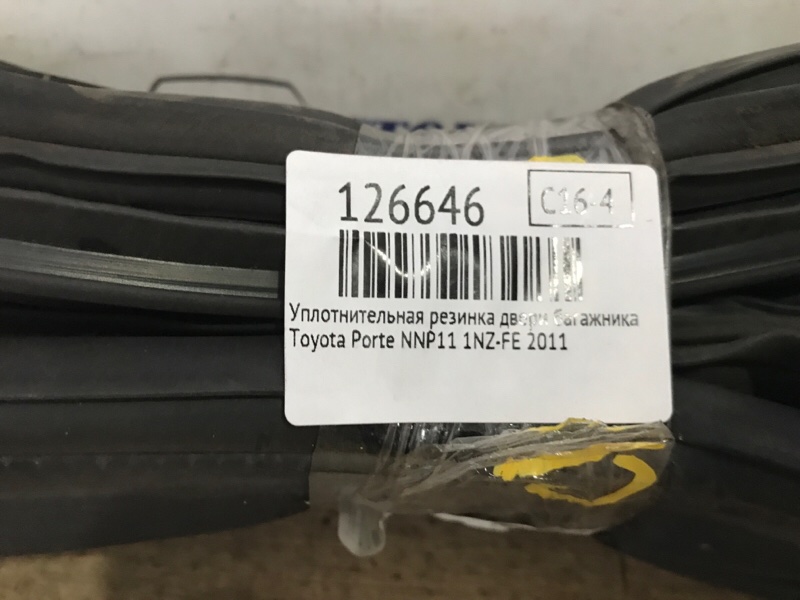 126646
C16-4
Уплотнительная резинка двери багажника
Toyota Porte NNP11 1NZ-FE 2011